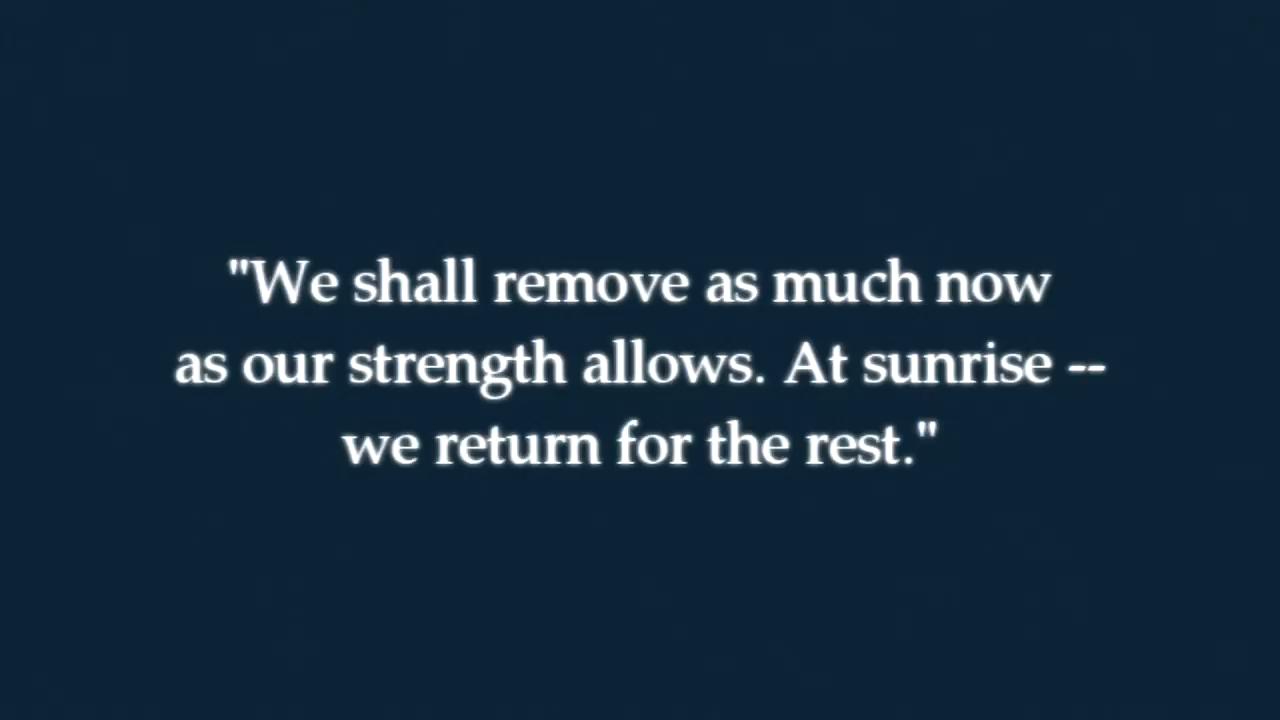 "We shall remove as much now
as our strength allows. At sunrise --
we return for the rest."